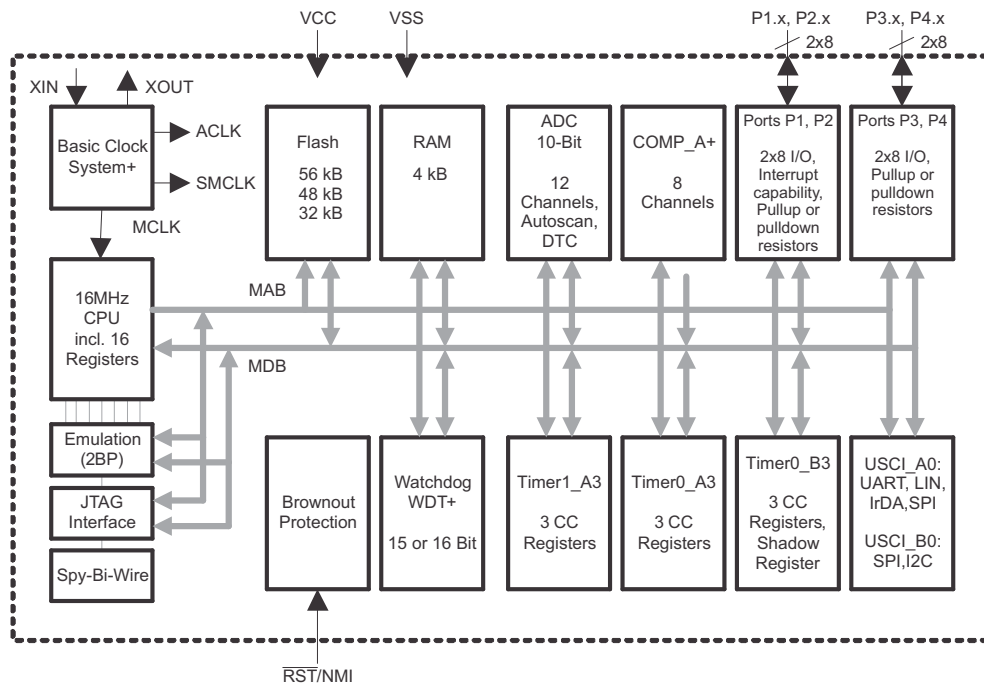 VCC
VSS
P1.x, P2.x
2x8
P3.x, P4.x
2x8
XIN
XOUT
Basic Clock
System+
ACLK
SMCLK
MCLK
Flash
56 kB
48 kB
32 kB
RAM
4 kB
ADC
10-Bit
12
Channels,
Autoscan,
DTC
COMP_A+
8
Channels
Ports P1, P2
2x8 I/O,
Interrupt
capability,
Pullup or
pulldown
resistors
Ports P3, P4
2x8 I/O,
Pullup or
pulldown
resistors
16MHz
CPU
incl. 16
Registers
MAB
MDB
Emulation
(2BP)
JTAG
Interface
Spy-Bi-Wire
Brownout
Protection
Watchdog
WDT+
15 or 16 Bit
Timer1_A3
3 CC
Registers
Timer0_A3
3 CC
Registers
Timer0_B3
3 CC
Registers,
Shadow
Register
USCI_A0:
UART, LIN,
IrDA,SPI
USCI_B0:
SPI,I2C
RST/NMI